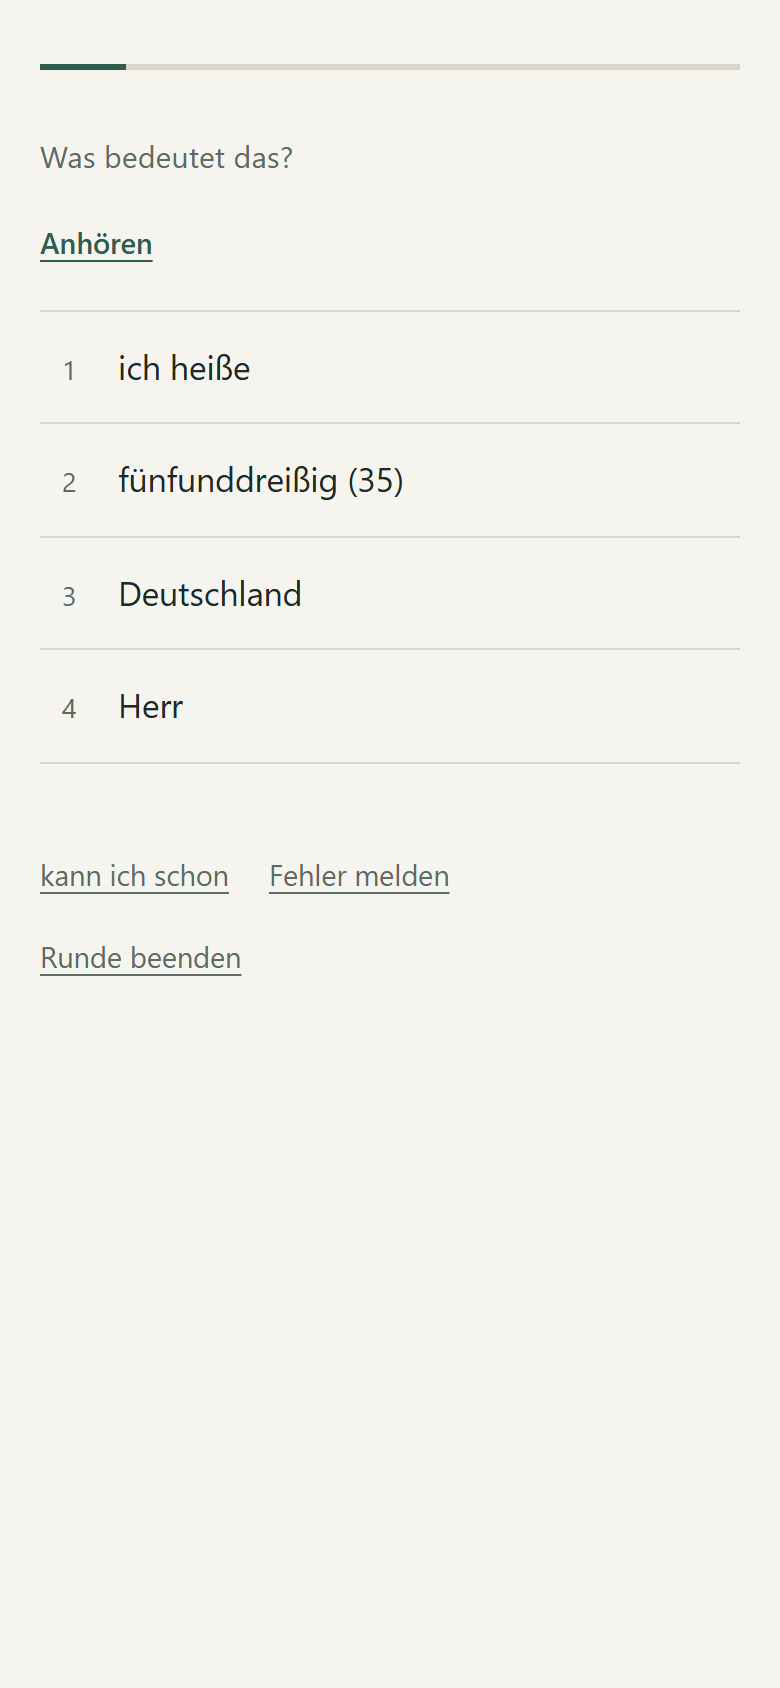 Was bedeutet das?
Anhören
1 ich heiße
2 fünfunddreißig (35)
3 Deutschland
4 Herr
kann ich schon Fehler melden
Runde beenden